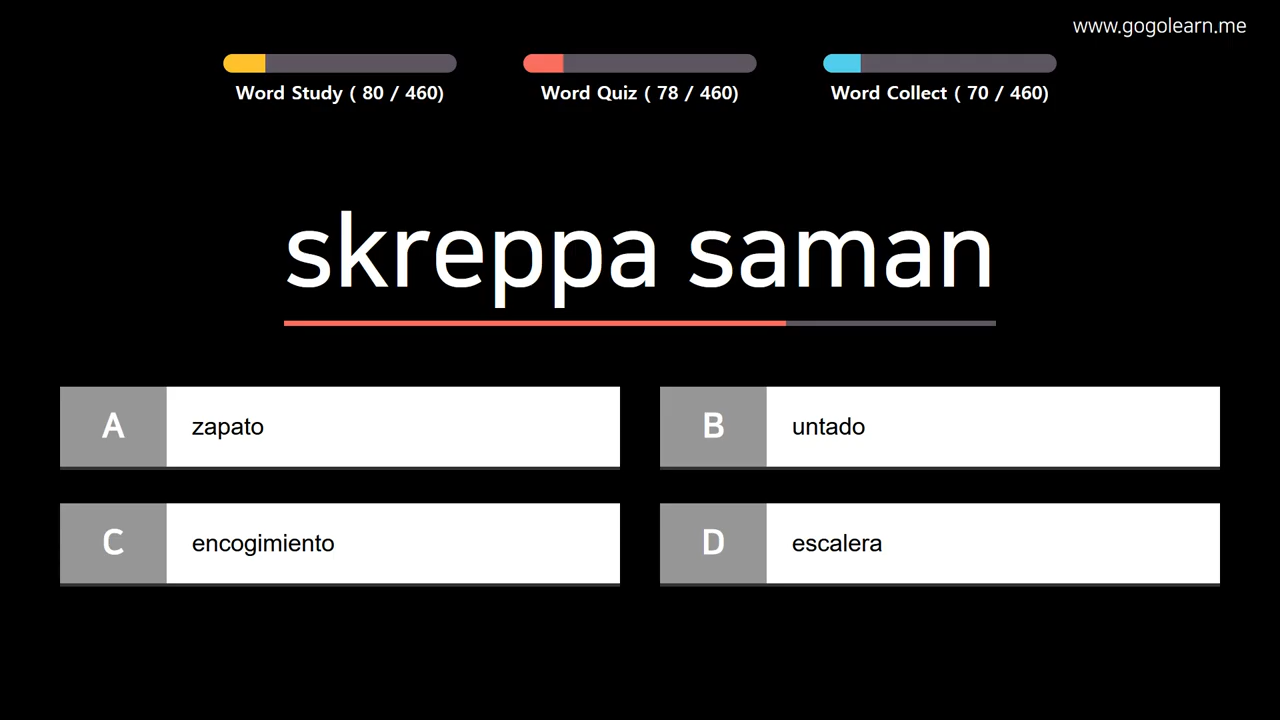 www.gogolearn.me
Word Study ( 80 / 460)
Word Quiz ( 78 / 460)
Word Collect ( 70 / 460)
skreppa saman
A zapato
B untado
C encogimiento
D escalera